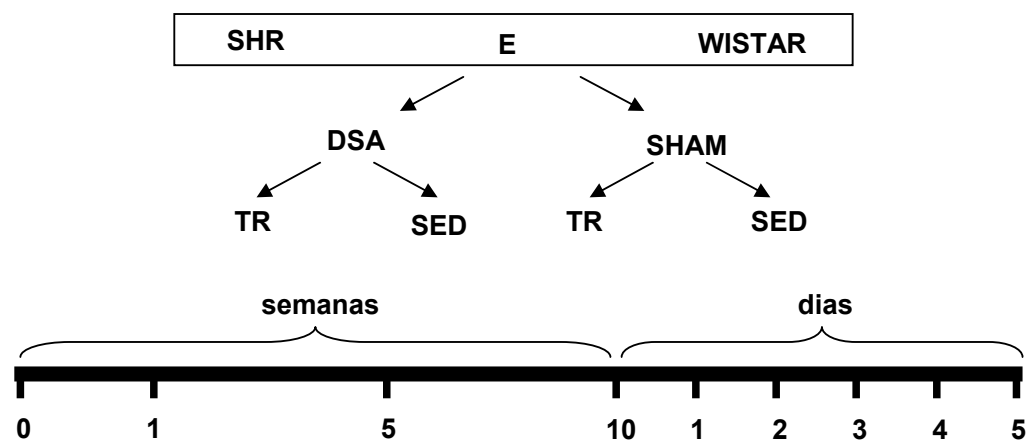 SHR E WISTAR
DSA SHAM
TR SED TR SED
semanas dias
0 1 5 10 1 2 3 4 5